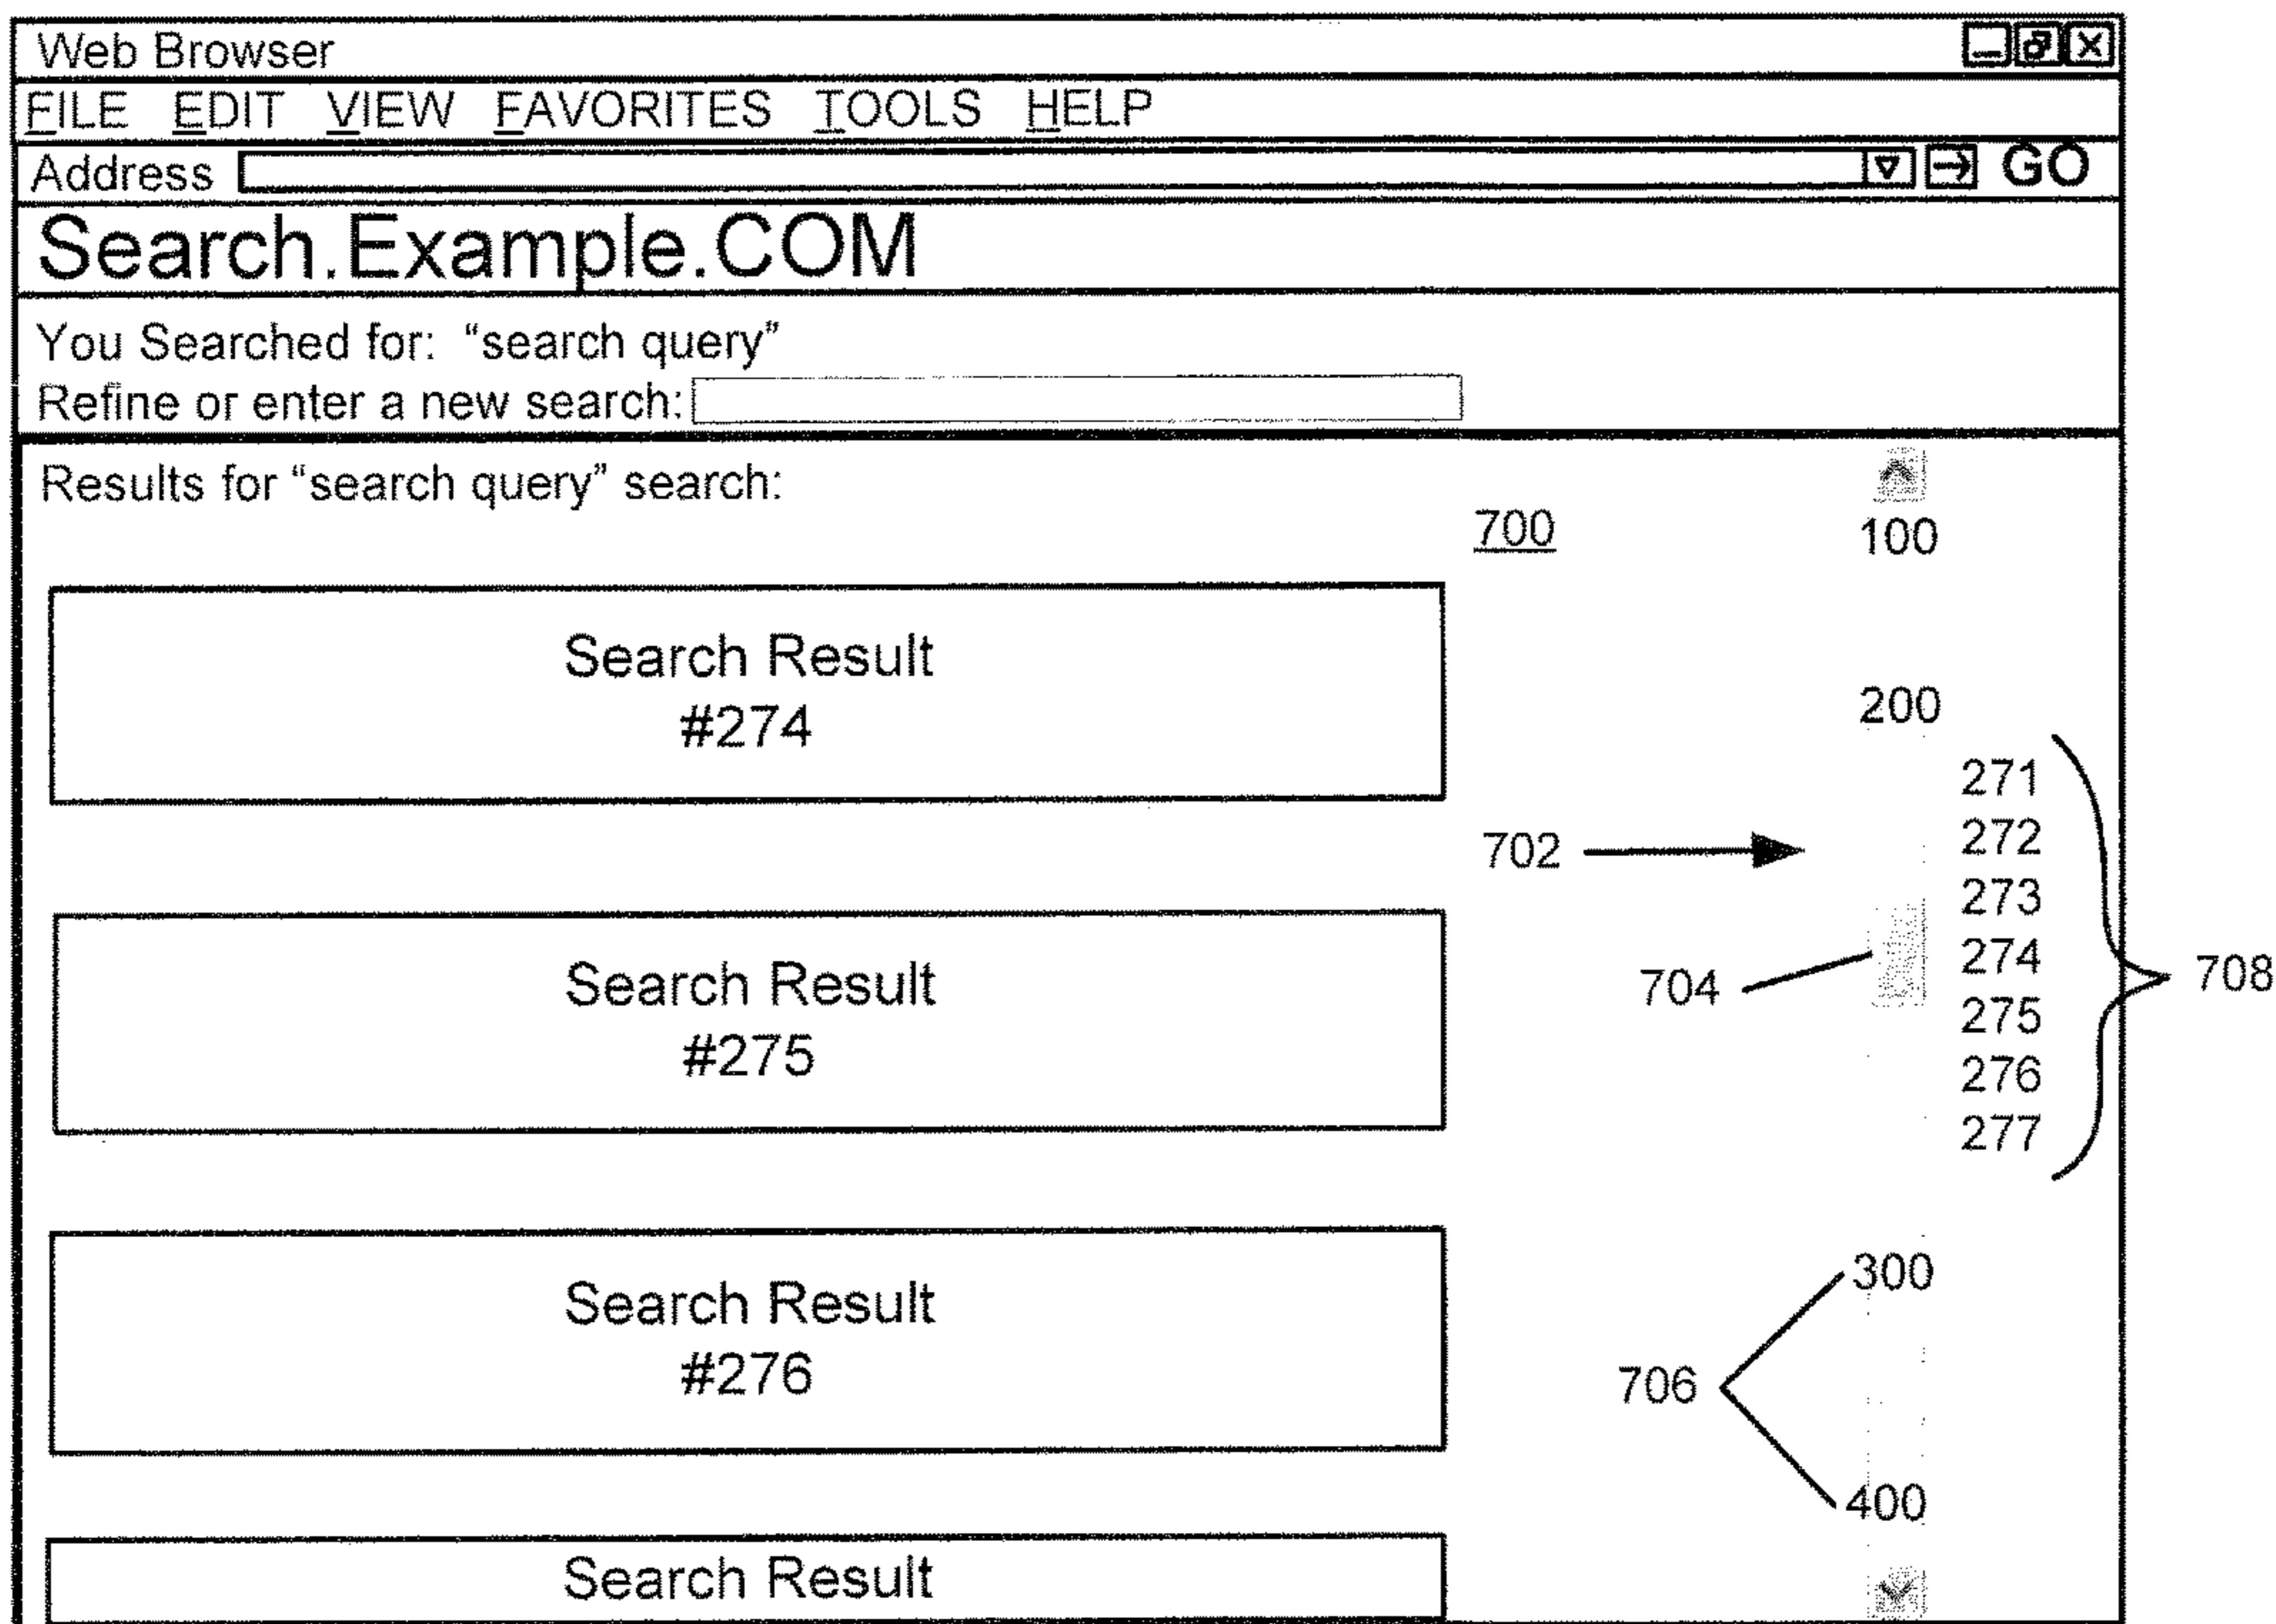 Web Browser
FILE EDIT VIEW FAVORITES TOOLS HELP
Address GO
Search.Example.COM
You Searched for: “search query”
Refine or enter a new search:
Results for “search query” search:
700
100
Search Result
#274
200
271
272
273
274
275
276
277
702
704
708
Search Result
#275
Search Result
#276
300
706
400
Search Result